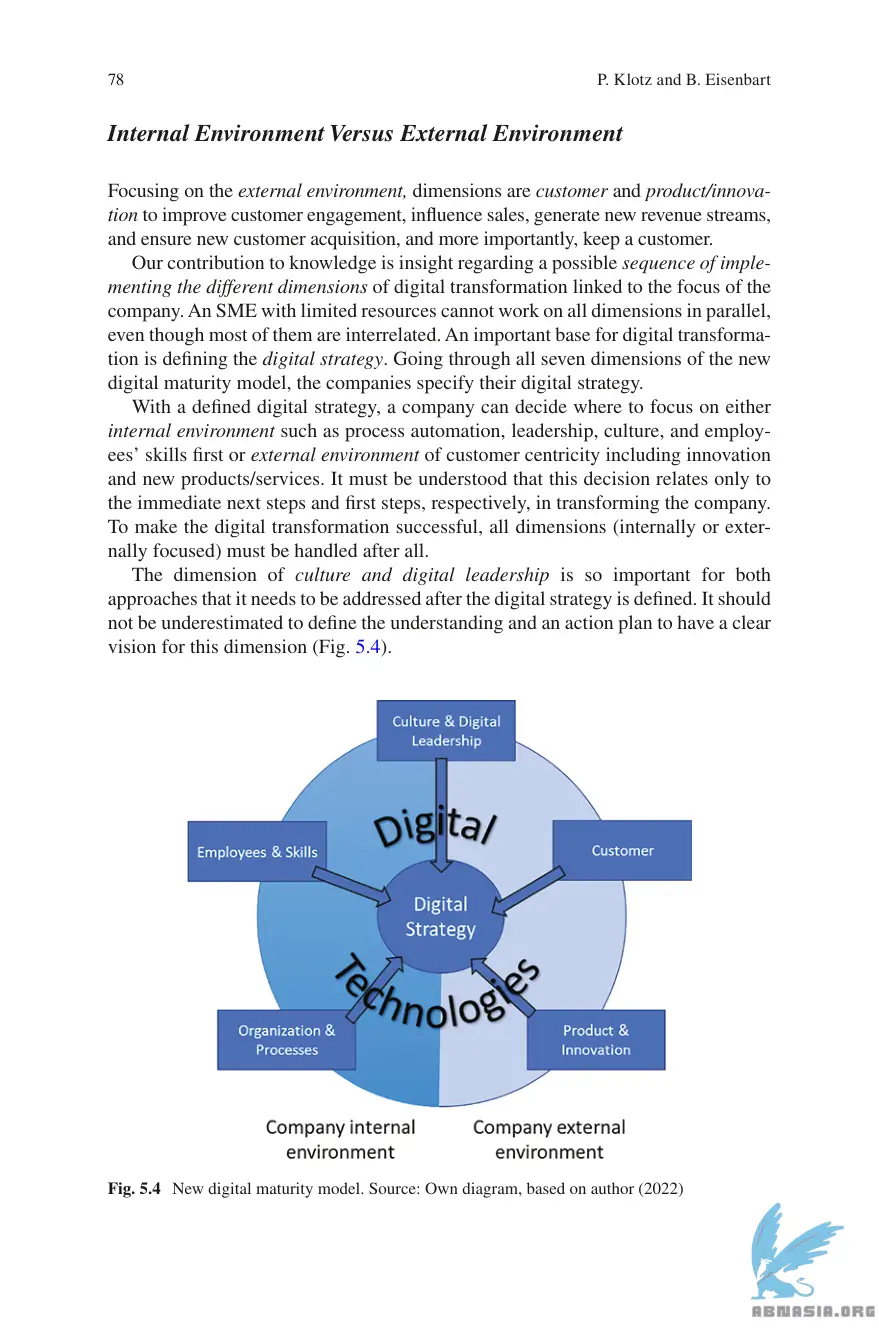 78
P. Klotz and B. Eisenbart
Internal Environment Versus External Environment
Focusing on the external environment, dimensions are customer and product/innova-
tion to improve customer engagement, influence sales, generate new revenue streams,
and ensure new customer acquisition, and more importantly, keep a customer.
Our contribution to knowledge is insight regarding a possible sequence of imple-
menting the different dimensions of digital transformation linked to the focus of the
company. An SME with limited resources cannot work on all dimensions in parallel,
even though most of them are interrelated. An important base for digital transforma-
tion is defining the digital strategy. Going through all seven dimensions of the new
digital maturity model, the companies specify their digital strategy.
With a defined digital strategy, a company can decide where to focus on either
internal environment such as process automation, leadership, culture, and employ-
ees’ skills first or external environment of customer centricity including innovation
and new products/services. It must be understood that this decision relates only to
the immediate next steps and first steps, respectively, in transforming the company.
To make the digital transformation successful, all dimensions (internally or exter-
nally focused) must be handled after all.
The dimension of culture and digital leadership is so important for both
approaches that it needs to be addressed after the digital strategy is defined. It should
not be underestimated to define the understanding and an action plan to have a clear
vision for this dimension (Fig. 5.4).
Culture & Digital
Leadership
Digital
Employees & Skills
Customer
Digital
Strategy
Technologies
Organization &
Processes
Product &
Innovation
Company internal
environment
Company external
environment
Fig. 5.4 New digital maturity model. Source: Own diagram, based on author (2022)
ABNASIA.ORG